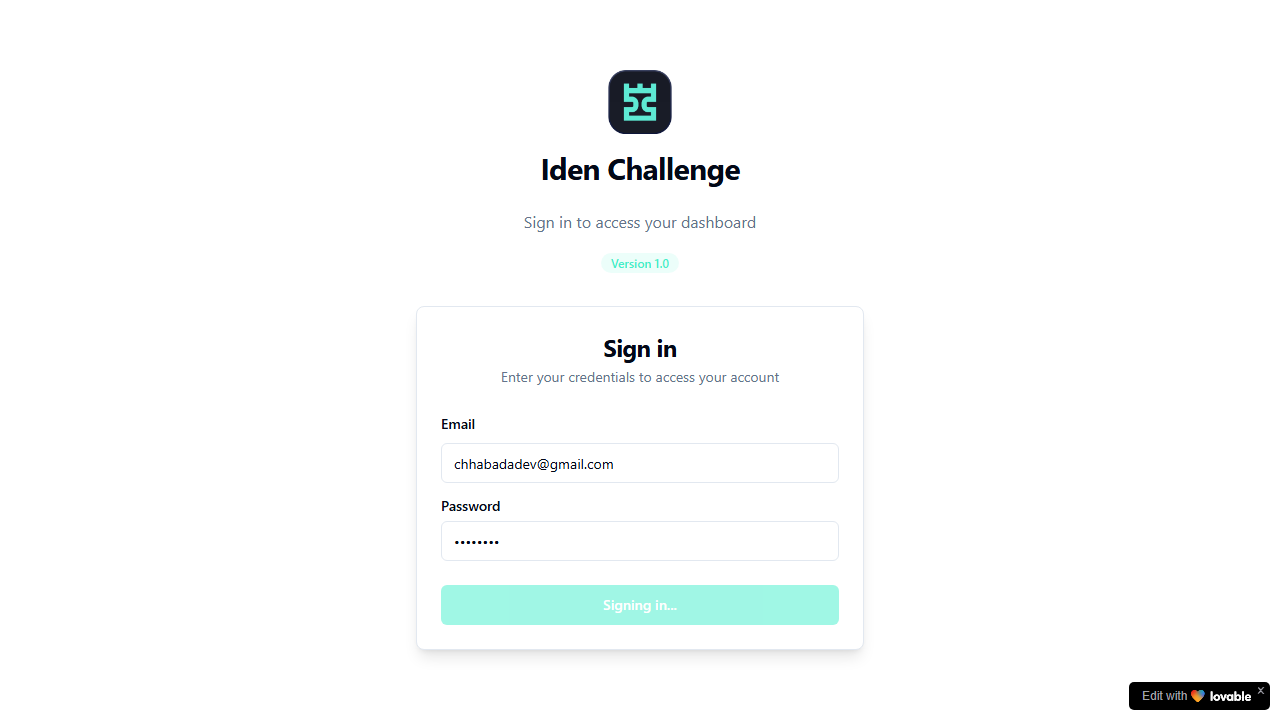 Iden Challenge
Sign in to access your dashboard
Version 1.0
Sign in
Enter your credentials to access your account
Email
chhabadadev@gmail.com
Password
••••••••
Signing in...
Edit with lovable x